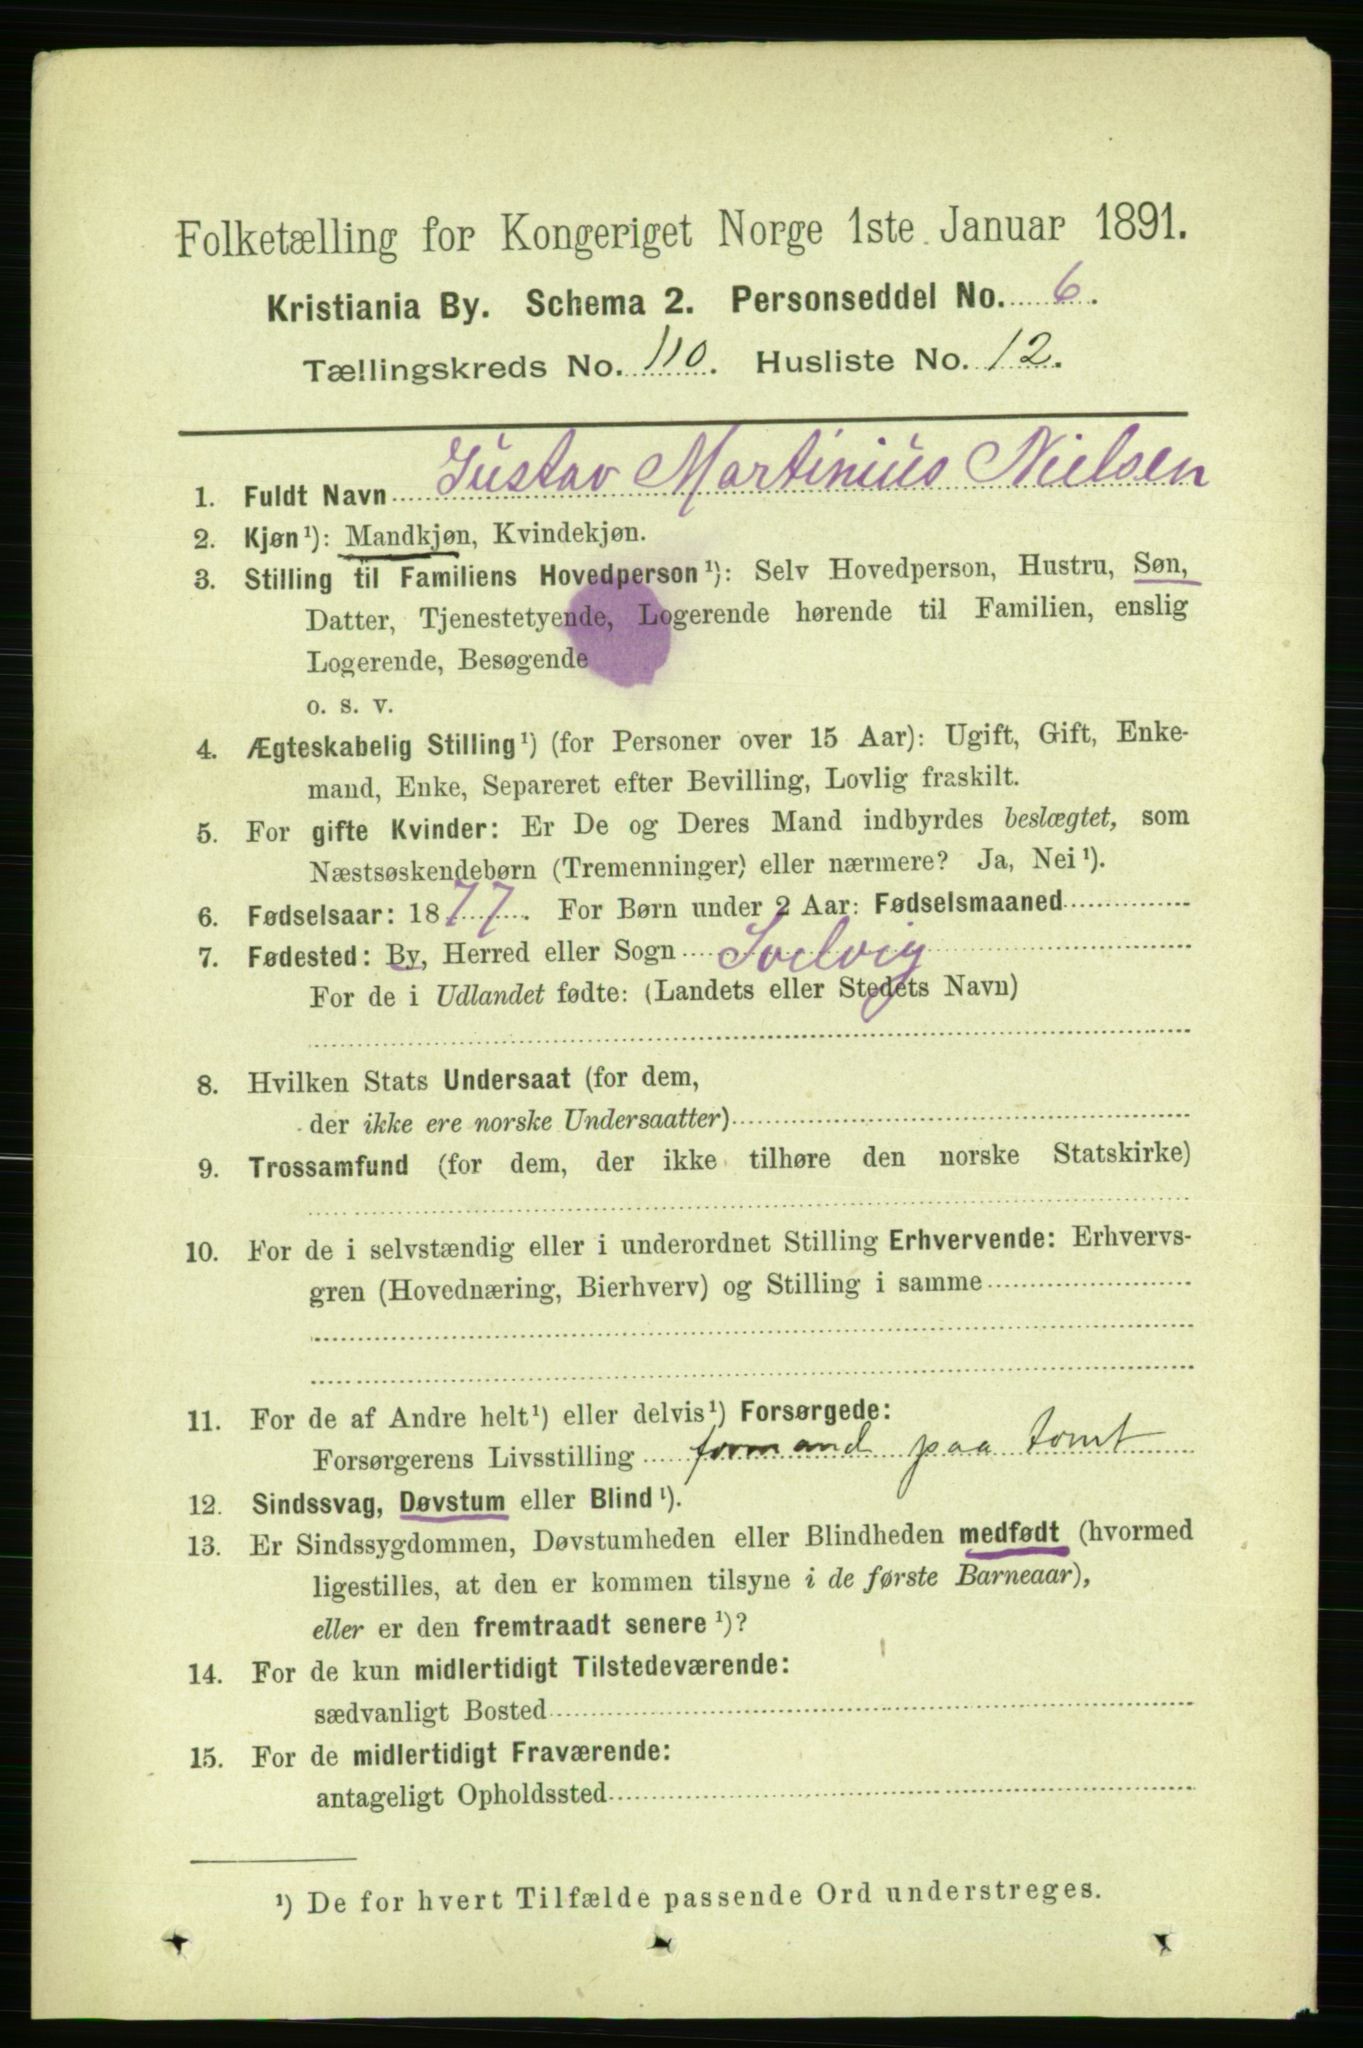 Folketælling for Kongeriget Norge 1ste Januar 1891.
Kristiania By. Schema 2. Personseddel No. 6.
Tællingskreds No. 110. Husliste No. 12.
1. Fuldt Navn Gustav Martinius Nielsen
2. Kjøn¹): Mandkjøn, Kvindekjøn.
3. Stilling til Familiens Hovedperson¹): Selv Hovedperson, Hustru, Søn,
Datter, Tjenestetyende, Logerende hørende til Familien, enslig
Logerende, Besøgende
o. s. v.
4. Ægteskabelig Stilling¹) (for Personer over 15 Aar): Ugift, Gift, Enke-
mand, Enke, Separeret efter Bevilling, Lovlig fraskilt.
5. For gifte Kvinder: Er De og Deres Mand indbyrdes beslægtet, som
Næstsøskendebørn (Tremenninger) eller nærmere? Ja, Nei¹).
6. Fødselsaar: 1877. For Børn under 2 Aar: Fødselsmaaned
7. Fødested: By, Herred eller Sogn Svelvig
For de i Udlandet fødte: (Landets eller Stedets Navn)
8. Hvilken Stats Undersaat (for dem,
der ikke ere norske Undersaatter)
9. Trossamfund (for dem, der ikke tilhøre den norske Statskirke)
10. For de i selvstændig eller i underordnet Stilling Erhvervende: Erhvervs-
gren (Hovednæring, Bierhverv) og Stilling i samme
11. For de af Andre helt¹) eller delvis¹) Forsørgede:
Forsørgerens Livsstilling formand paa tomt
12. Sindssvag, Døvstum eller Blind¹).
13. Er Sindssygdommen, Døvstumheden eller Blindheden medfødt (hvormed
ligestilles, at den er kommen tilsyne i de første Barneaar),
eller er den fremtraadt senere¹)?
14. For de kun midlertidigt Tilstedeværende:
sædvanligt Bosted
15. For de midlertidigt Fraværende:
antageligt Opholdssted
¹) De for hvert Tilfælde passende Ord understreges.